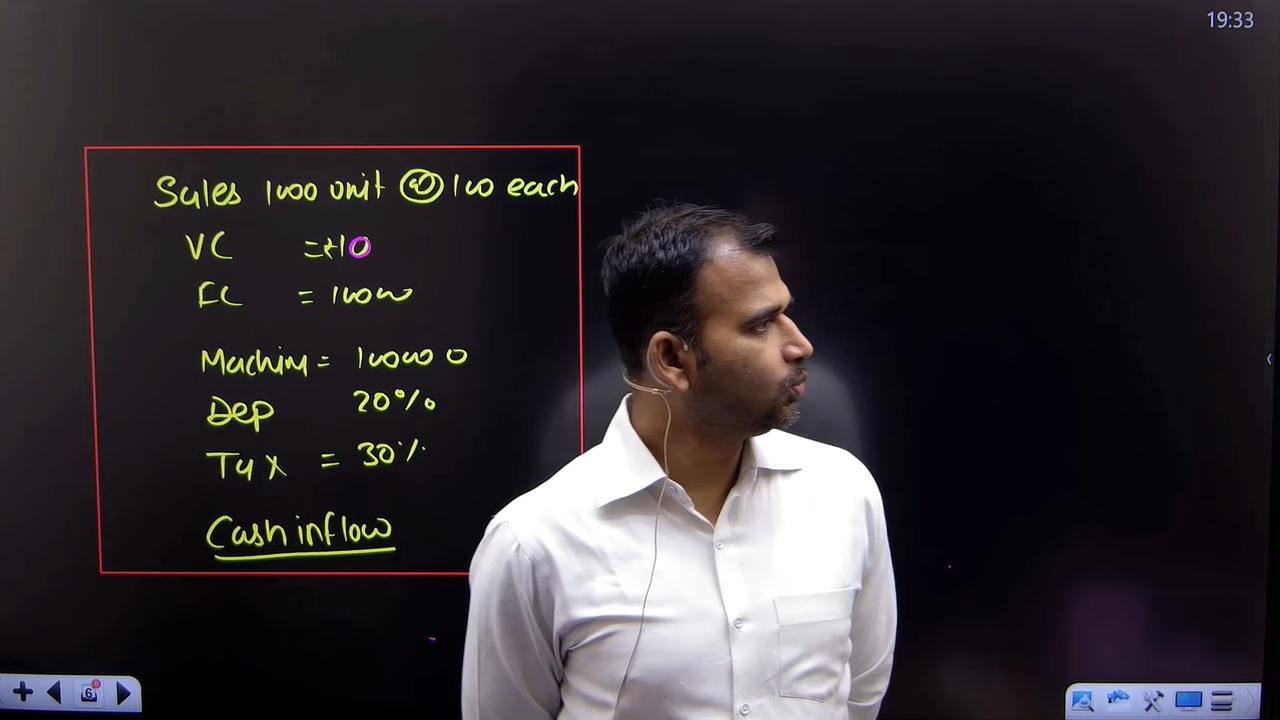 19:33
Sales 1000 unit @ 100 each
VC = ₹10
FC = 10000
Machine = 100000
Dep 20%
Tax = 30%
Cash inflow
6